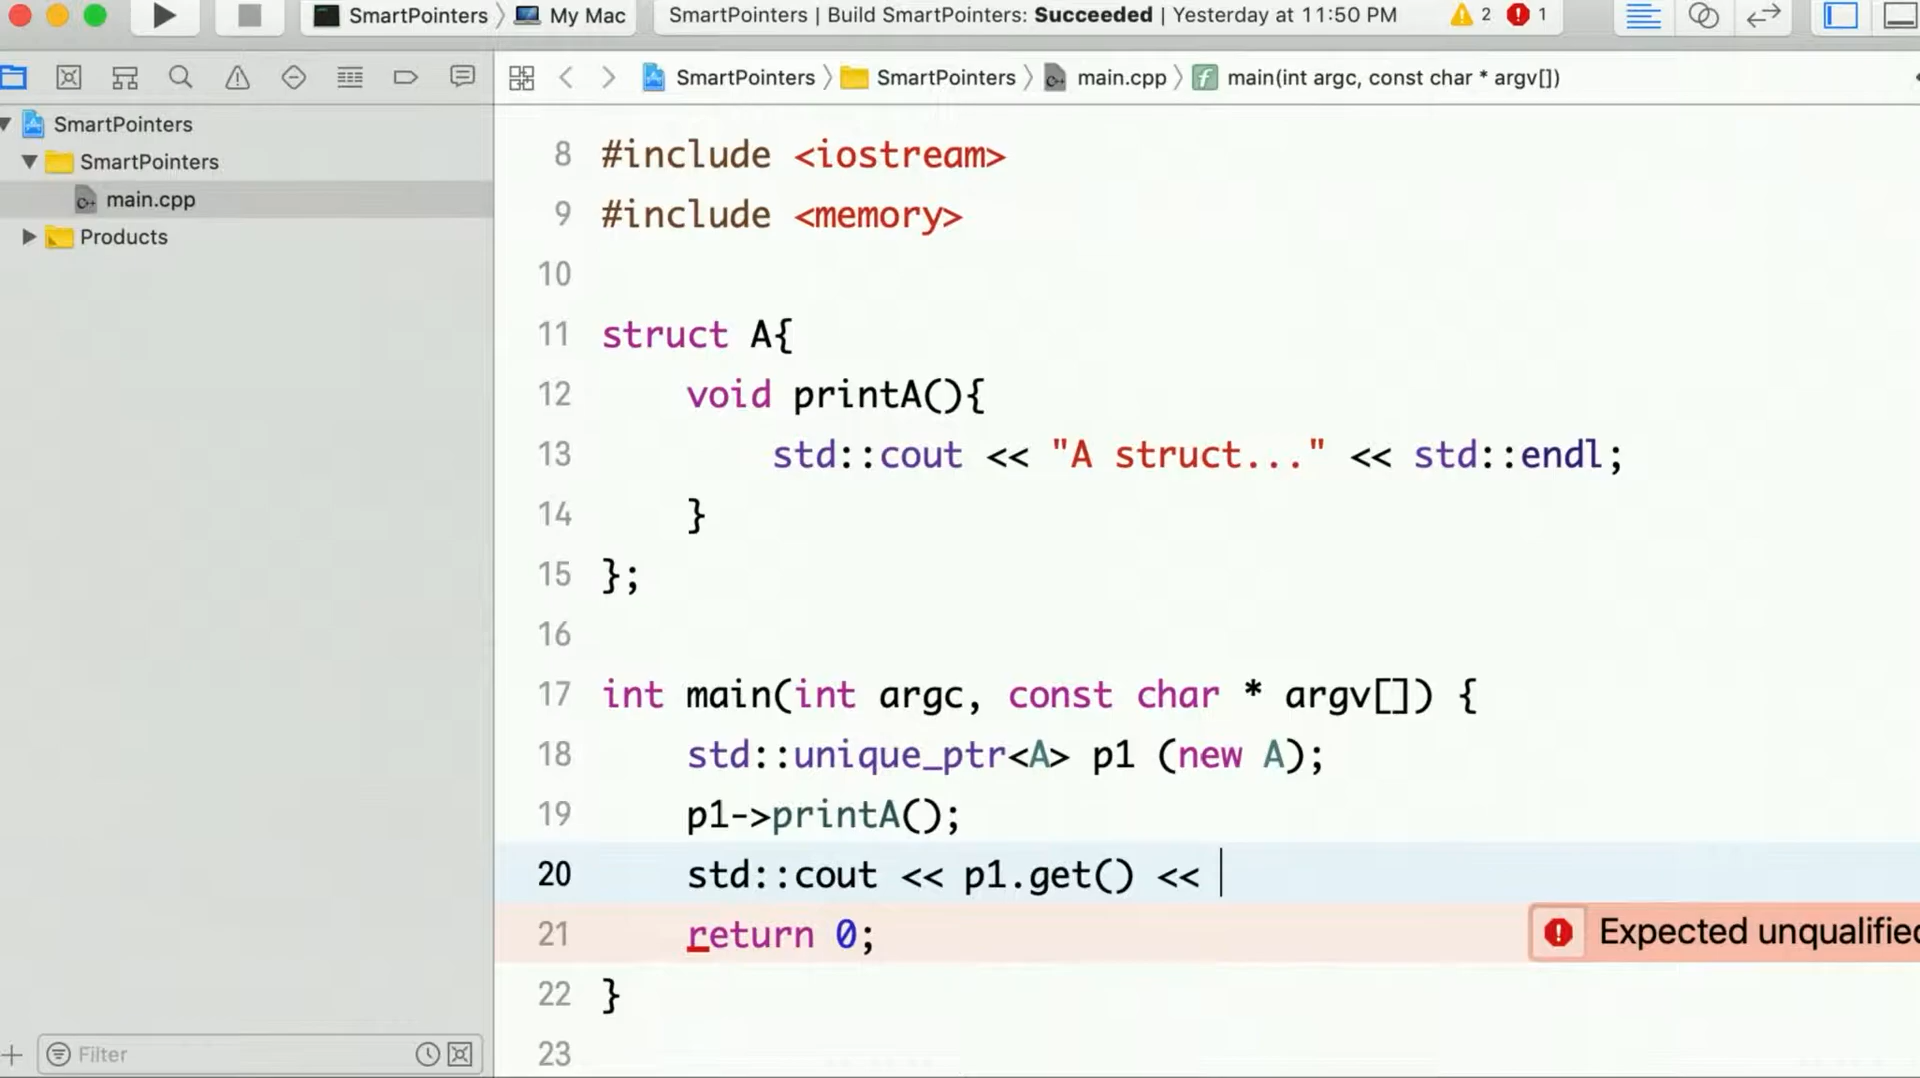 SmartPointers My Mac SmartPointers | Build SmartPointers: Succeeded | Yesterday at 11:50 PM 2 1
SmartPointers SmartPointers main.cpp main(int argc, const char * argv[])
SmartPointers
SmartPointers
main.cpp
Products
8 #include <iostream>
9 #include <memory>
10
11 struct A{
12 void printA(){
13 std::cout << "A struct..." << std::endl;
14 }
15 };
16
17 int main(int argc, const char * argv[]) {
18 std::unique_ptr<A> p1 (new A);
19 p1->printA();
20 std::cout << p1.get() <<
21 return 0; Expected unqualified
22 }
23
Filter